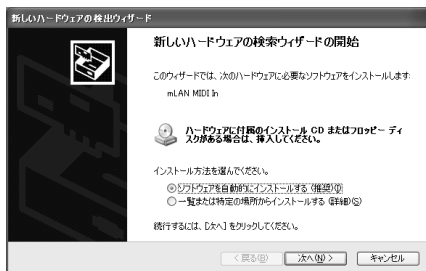 新しいハードウェアの検出ウィザード
新しいハードウェアの検索ウィザードの開始
このウィザードでは、次のハードウェアに必要なソフトウェアをインストールします:
mLAN MIDI In
ハードウェアに付属のインストール CD またはフロッピー ディ
スクがある場合は、挿入してください。
インストール方法を選んでください。
ソフトウェアを自動的にインストールする (推奨)(I)
一覧または特定の場所からインストールする (詳細)(S)
続行するには、[次へ] をクリックしてください。
< 戻る(B) 次へ(N) > キャンセル